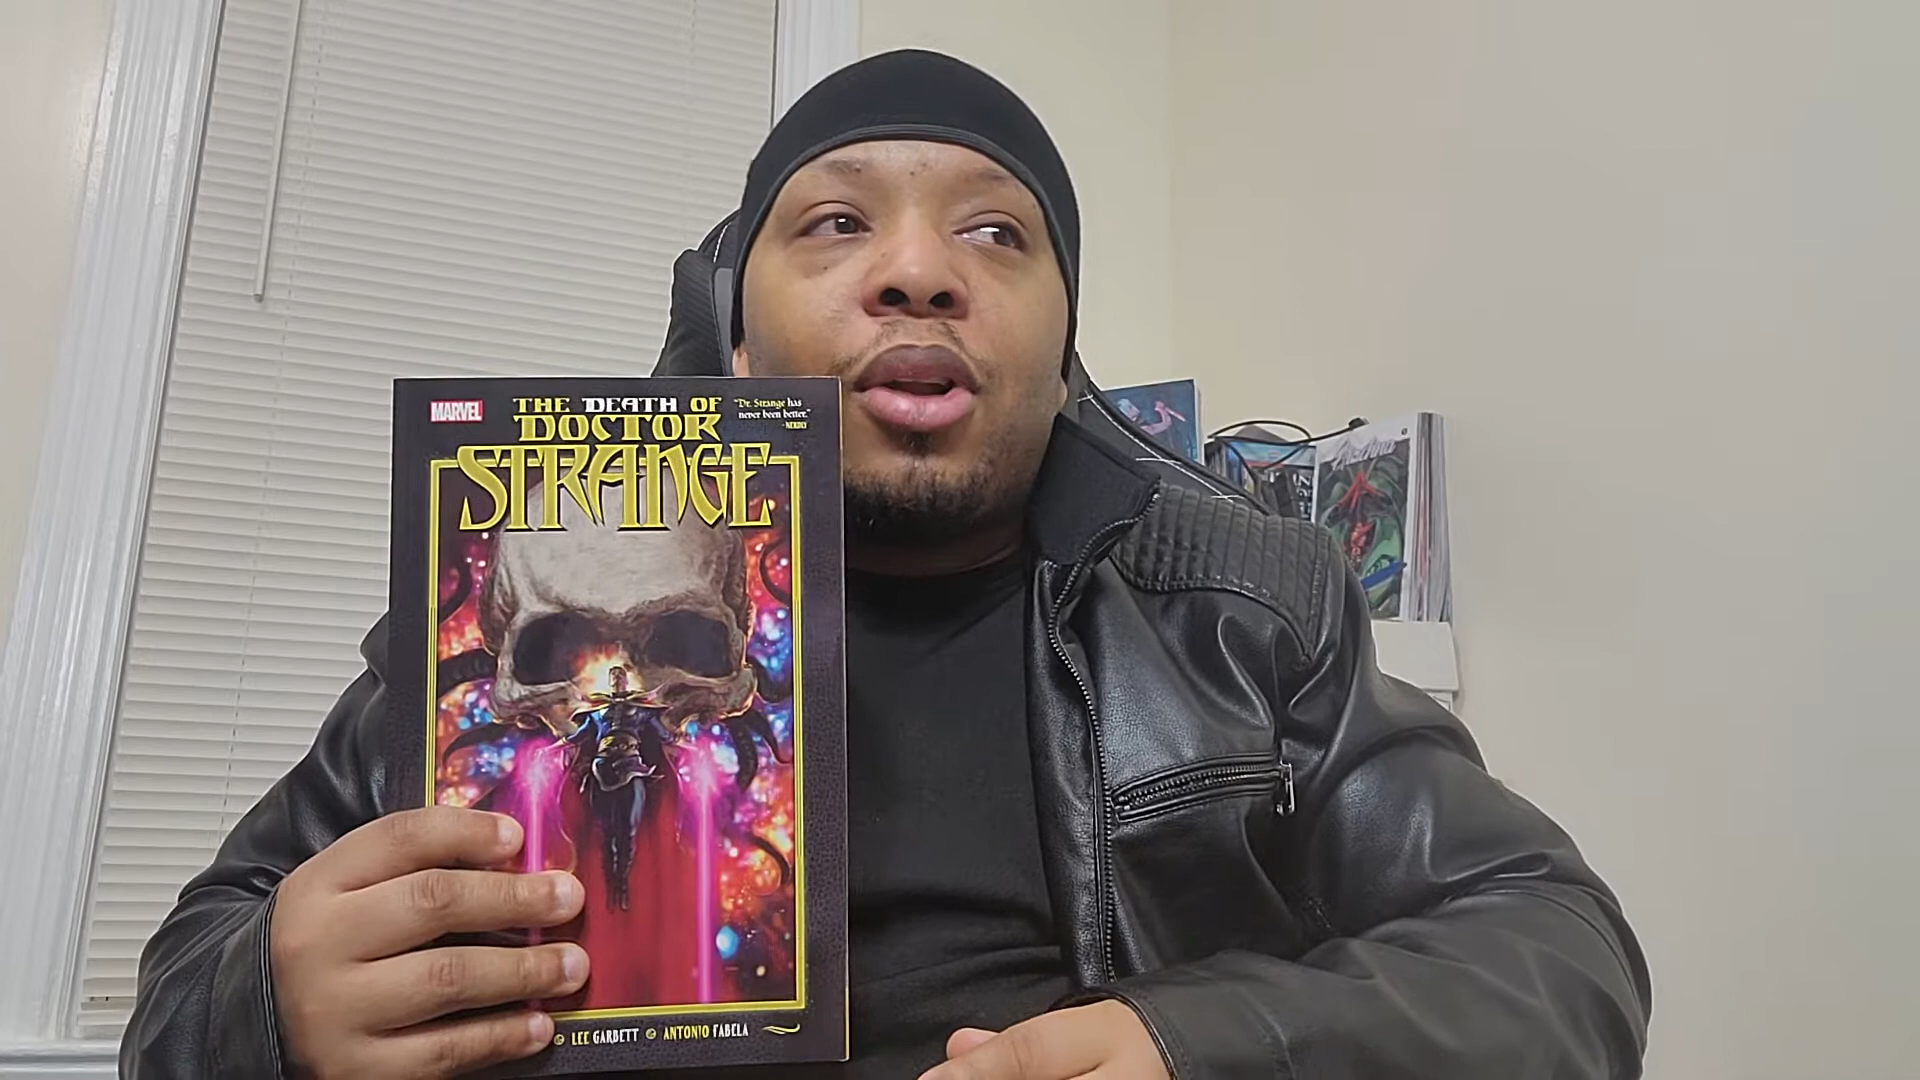 MARVEL
THE DEATH OF
DOCTOR
STRANGE
"Dr. Strange has
never been better."
LEE GARBETT ANTONIO FABELA